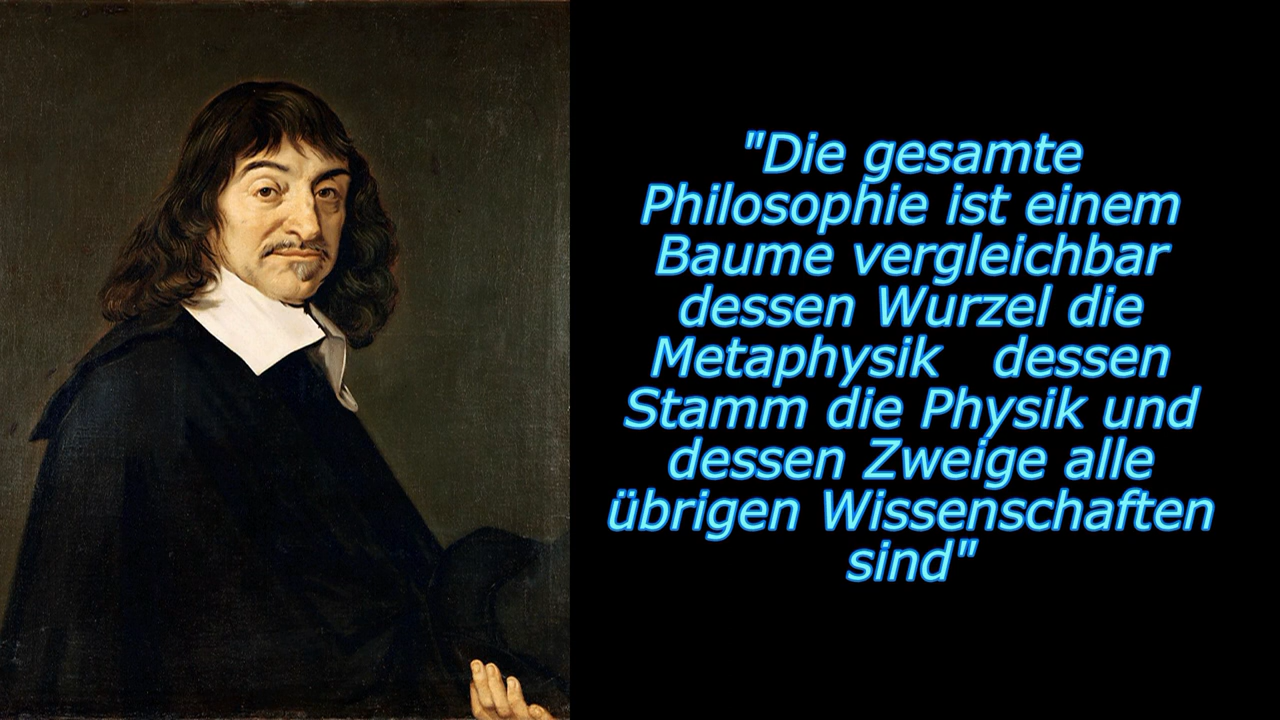 "Die gesamte
Philosophie ist einem
Baume vergleichbar
dessen Wurzel die
Metaphysik   dessen
Stamm die Physik und
dessen Zweige alle
übrigen Wissenschaften
sind"